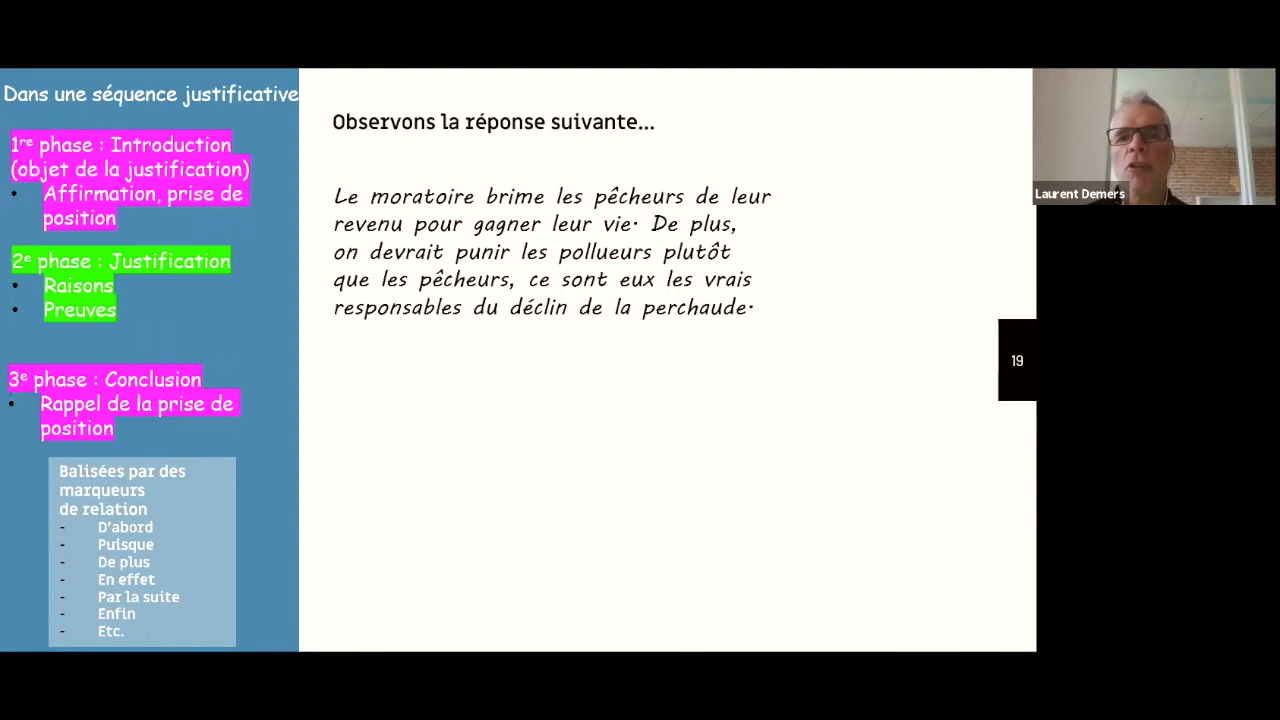 Dans une séquence justificative
1re phase : Introduction
(objet de la justification)
• Affirmation, prise de
position
2e phase : Justification
• Raisons
• Preuves
3e phase : Conclusion
• Rappel de la prise de
position
Balisées par des
marqueurs
de relation
- D'abord
- Puisque
- De plus
- En effet
- Par la suite
- Enfin
- Etc.
Observons la réponse suivante...
Le moratoire brime les pêcheurs de leur
revenu pour gagner leur vie. De plus,
on devrait punir les pollueurs plutôt
que les pêcheurs, ce sont eux les vrais
responsables du déclin de la perchaude.
19
Laurent Demers